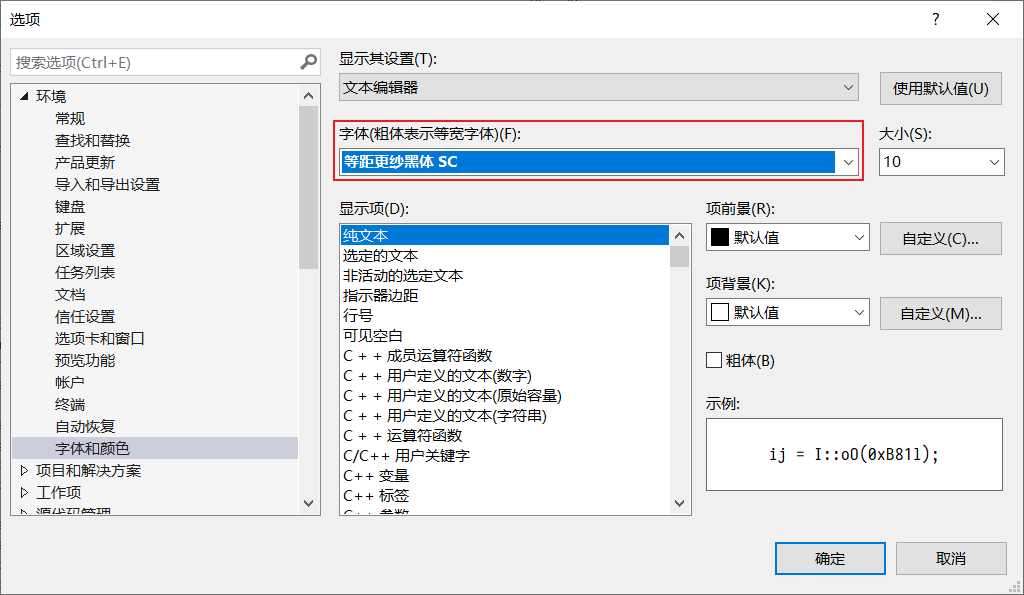 选项
搜索选项(Ctrl+E)
环境
常规
查找和替换
产品更新
导入和导出设置
键盘
扩展
区域设置
任务列表
文档
信任设置
选项卡和窗口
预览功能
帐户
终端
自动恢复
字体和颜色
项目和解决方案
工作项
源代码管理
显示其设置(T):
文本编辑器
使用默认值(U)
字体(粗体表示等宽字体)(F):
等距更纱黑体 SC
大小(S):
10
显示项(D):
纯文本
选定的文本
非活动的选定文本
指示器边距
行号
可见空白
C + + 成员运算符函数
C + + 用户定义的文本(数字)
C + + 用户定义的文本(原始容量)
C + + 用户定义的文本(字符串)
C + + 运算符函数
C/C++ 用户关键字
C++ 变量
C++ 标签
C++ 参数
项前景(R):
默认值
自定义(C)...
项背景(K):
默认值
自定义(M)...
粗体(B)
示例:
ij = I::oO(0xB81l);
确定
取消